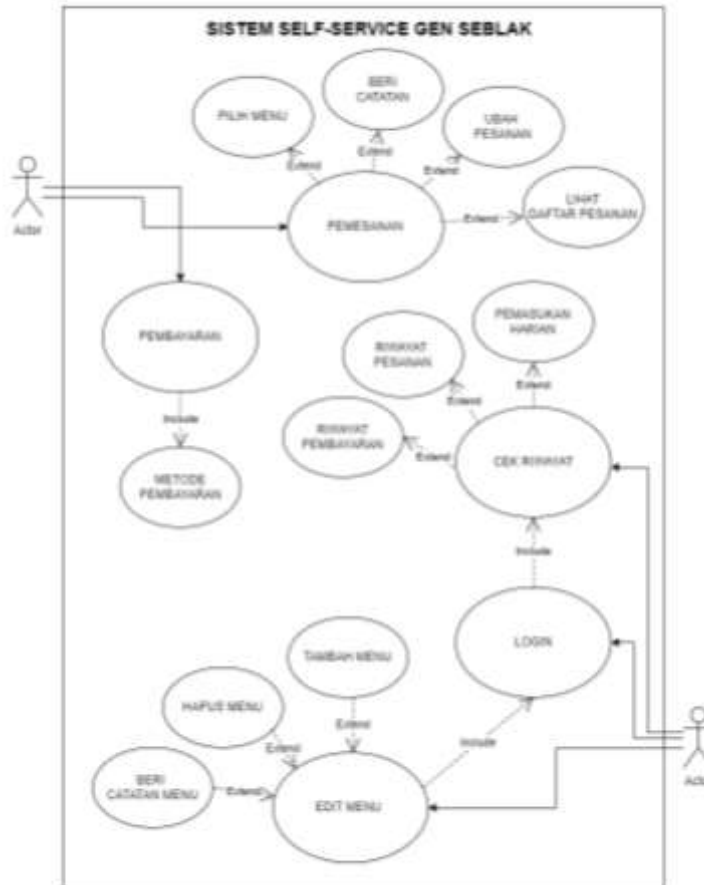 SISTEM SELF-SERVICE GEN SEBLAK
BERI
CATATAN
PILIH MENU
UBAH
PESANAN
Extend
Extend
Extend
LIHAT
DAFTAR PESANAN
Extend
PEMESANAN
Actor
PEMBAYARAN
PEMASUKAN
HARIAN
RIWAYAT
PESANAN
Extend
Extend
Include
RIWAYAT
PEMBAYARAN
Extend
CEK RIWAYAT
METODE
PEMBAYARAN
Include
LOGIN
TAMBAH MENU
HAPUS MENU
Extend
Extend
Include
BERI
CATATAN MENU
Extend
EDIT MENU
Actor